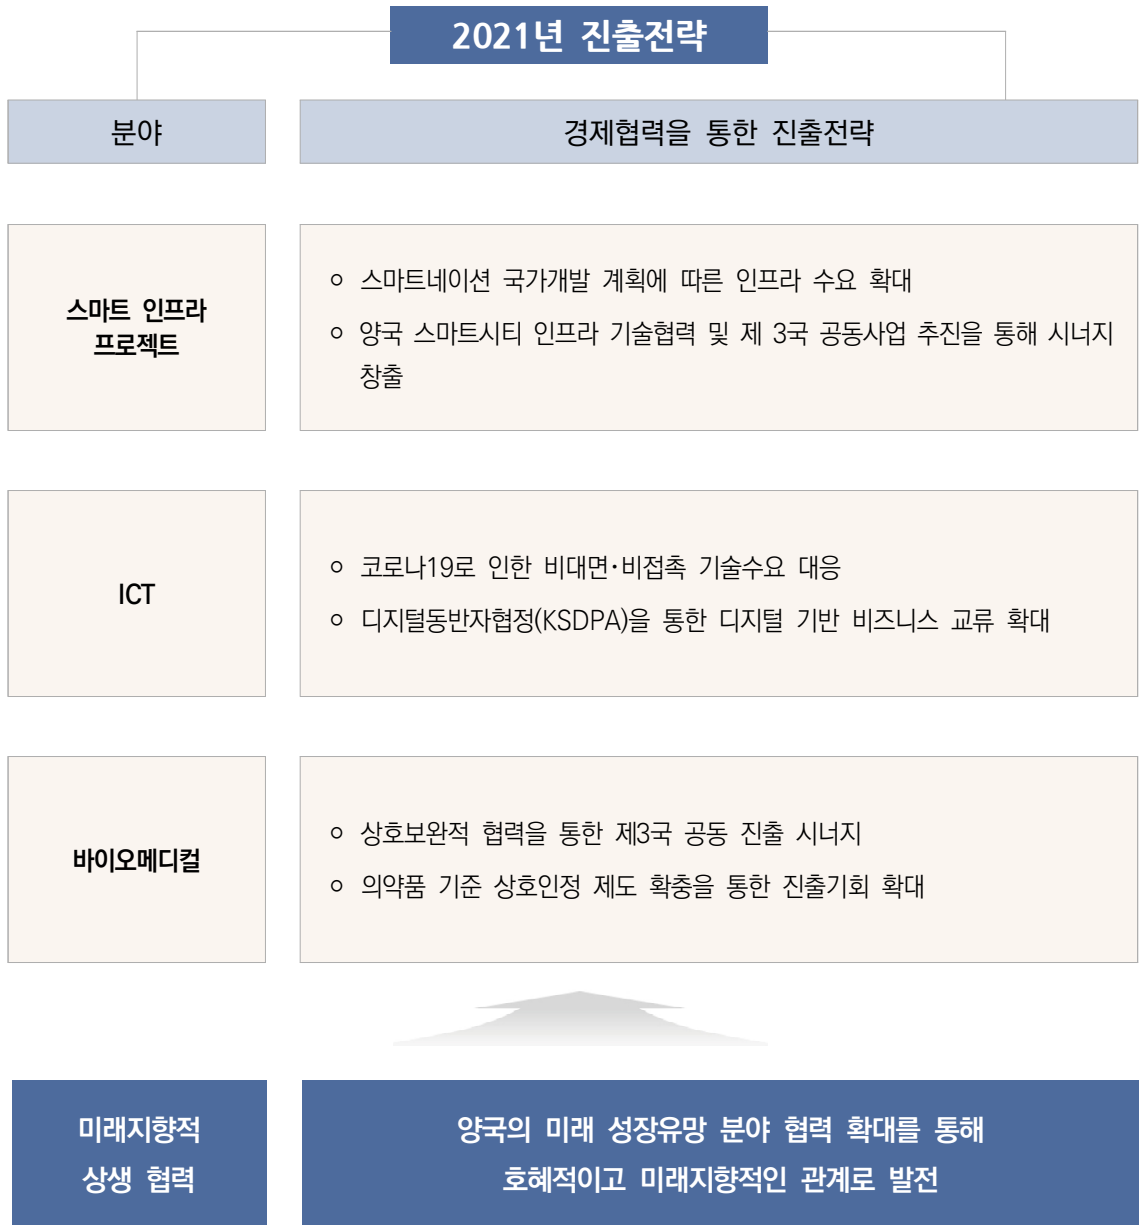 2021년 진출전략
분야
경제협력을 통한 진출전략
스마트 인프라
프로젝트
○ 스마트네이션 국가개발 계획에 따른 인프라 수요 확대
○ 양국 스마트시티 인프라 기술협력 및 제 3국 공동사업 추진을 통해 시너지
창출
ICT
○ 코로나19로 인한 비대면·비접촉 기술수요 대응
○ 디지털동반자협정(KSDPA)을 통한 디지털 기반 비즈니스 교류 확대
바이오메디컬
○ 상호보완적 협력을 통한 제3국 공동 진출 시너지
○ 의약품 기준 상호인정 제도 확충을 통한 진출기회 확대
미래지향적
상생 협력
양국의 미래 성장유망 분야 협력 확대를 통해
호혜적이고 미래지향적인 관계로 발전